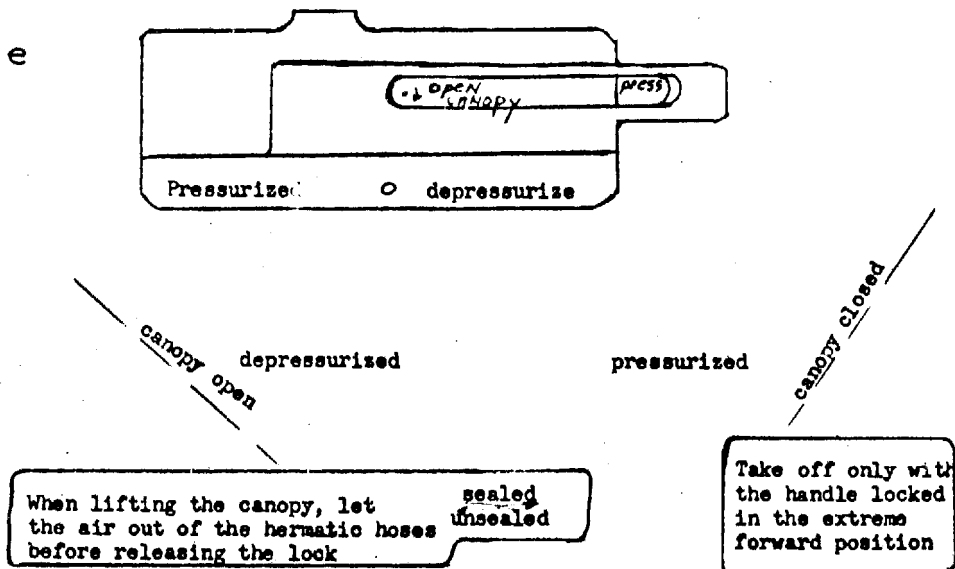 e
OPEN press
CANOPY
Pressurized O depressurize
canopy open
depressurized
pressurized
canopy closed
When lifting the canopy, let
the air out of the hermatic hoses
before releasing the lock
sealed
unsealed
Take off only with
the handle locked
in the extreme
forward position